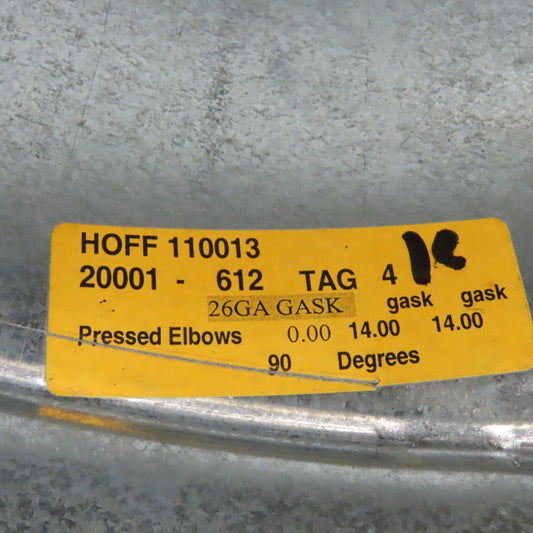 HOFF 110013
20001 - 612 TAG 4
26GA GASK gask gask
Pressed Elbows 0.00 14.00 14.00
90 Degrees